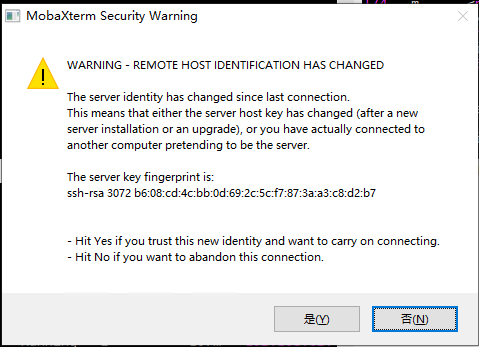 MobaXterm Security Warning
WARNING - REMOTE HOST IDENTIFICATION HAS CHANGED
The server identity has changed since last connection.
This means that either the server host key has changed (after a new
server installation or an upgrade), or you have actually connected to
another computer pretending to be the server.
The server key fingerprint is:
ssh-rsa 3072 b6:08:cd:4c:bb:0d:69:2c:5c:f7:87:3a:a3:c8:d2:b7
- Hit Yes if you trust this new identity and want to carry on connecting.
- Hit No if you want to abandon this connection.
是(Y) 否(N)